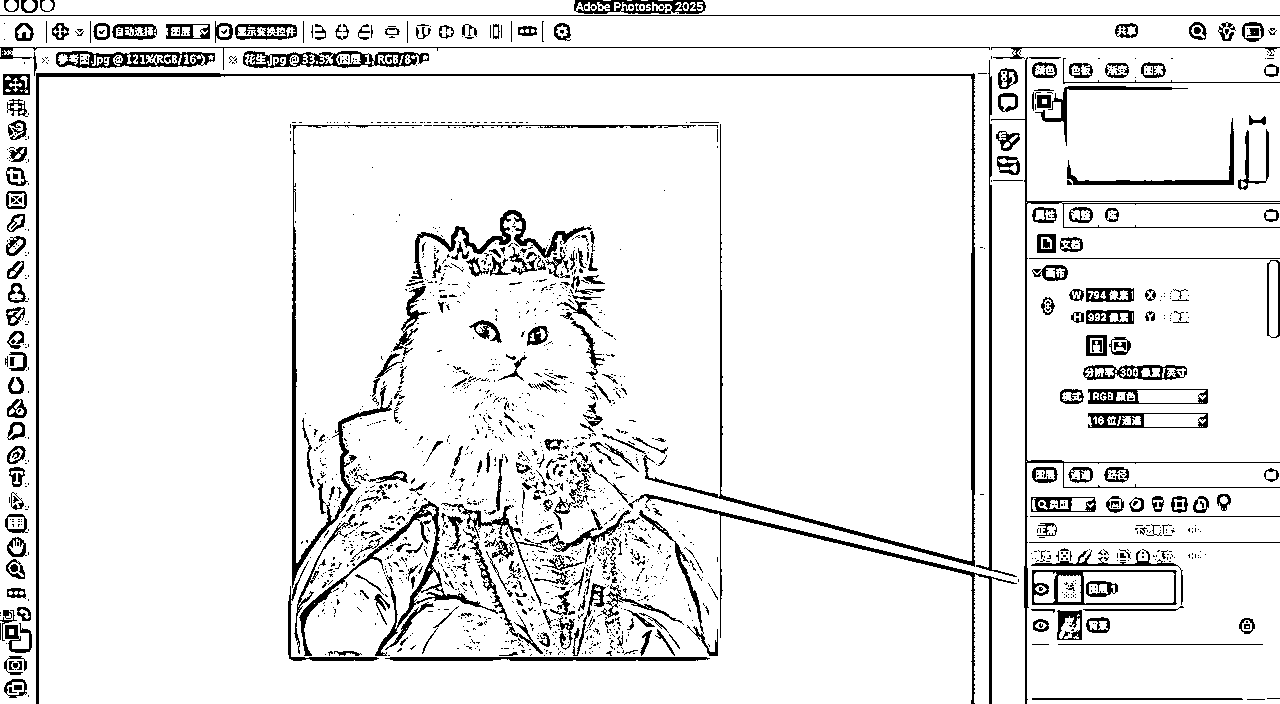 Adobe Photoshop 2025
自动选择: 图层 显示变换控件 共享
参考图.jpg @ 121%(RGB/16*) *
花生.jpg @ 33.3% (图层 1, RGB/8*) *
颜色 色板 渐变 图案
属性 调整 库
文档
画布
W 794 像素 X
H 992 像素 Y
分辨率: 300 像素/英寸
模式 RGB 颜色
16 位/通道
图层 通道 路径
类型
正常 不透明度:
图层 1
背景